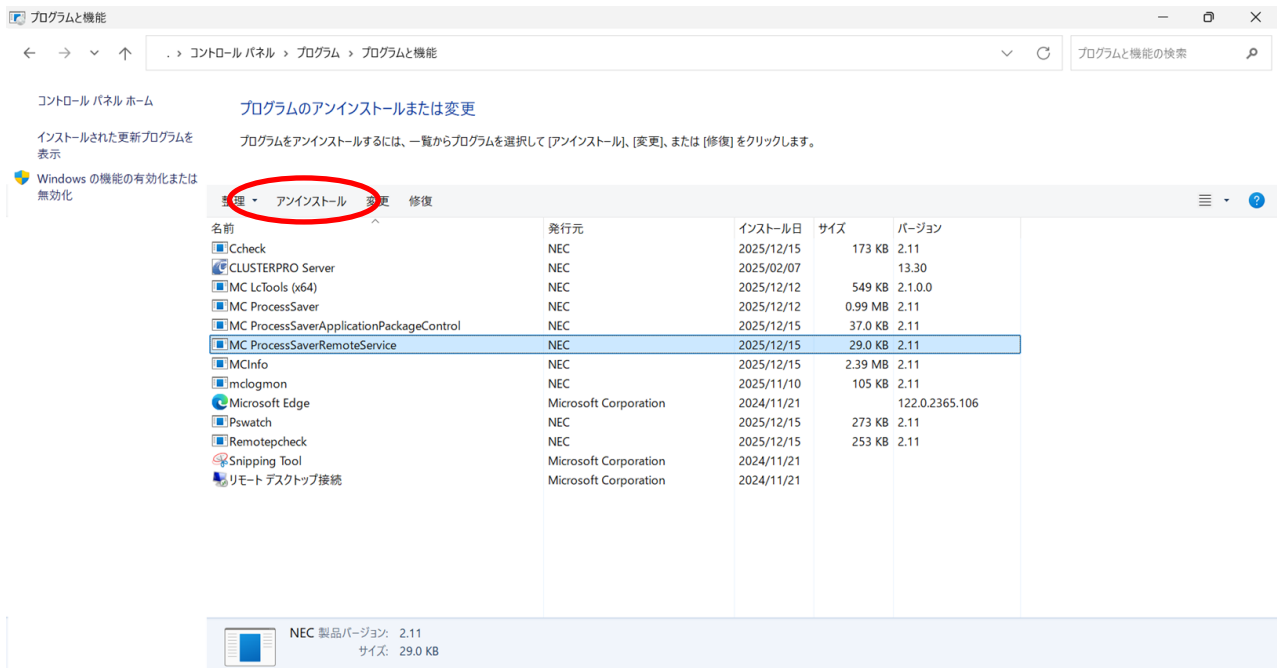 プログラムと機能
. › コントロール パネル › プログラム › プログラムと機能
プログラムと機能の検索
コントロール パネル ホーム
インストールされた更新プログラムを
表示
Windows の機能の有効化または
無効化
プログラムのアンインストールまたは変更
プログラムをアンインストールするには、一覧からプログラムを選択して [アンインストール]、[変更]、または [修復] をクリックします。
整理 アンインストール 変更 修復
名前 発行元 インストール日 サイズ バージョン
Ccheck NEC 2025/12/15 173 KB 2.11
CLUSTERPRO Server NEC 2025/02/07 13.30
MC LcTools (x64) NEC 2025/12/12 549 KB 2.1.0.0
MC ProcessSaver NEC 2025/12/12 0.99 MB 2.11
MC ProcessSaverApplicationPackageControl NEC 2025/12/15 37.0 KB 2.11
MC ProcessSaverRemoteService NEC 2025/12/15 29.0 KB 2.11
MCInfo NEC 2025/12/15 2.39 MB 2.11
mclogmon NEC 2025/11/10 105 KB 2.11
Microsoft Edge Microsoft Corporation 2024/11/21 122.0.2365.106
Pswatch NEC 2025/12/15 273 KB 2.11
Remotepcheck NEC 2025/12/15 253 KB 2.11
Snipping Tool Microsoft Corporation 2024/11/21
リモート デスクトップ接続 Microsoft Corporation 2024/11/21
NEC 製品バージョン: 2.11
サイズ: 29.0 KB